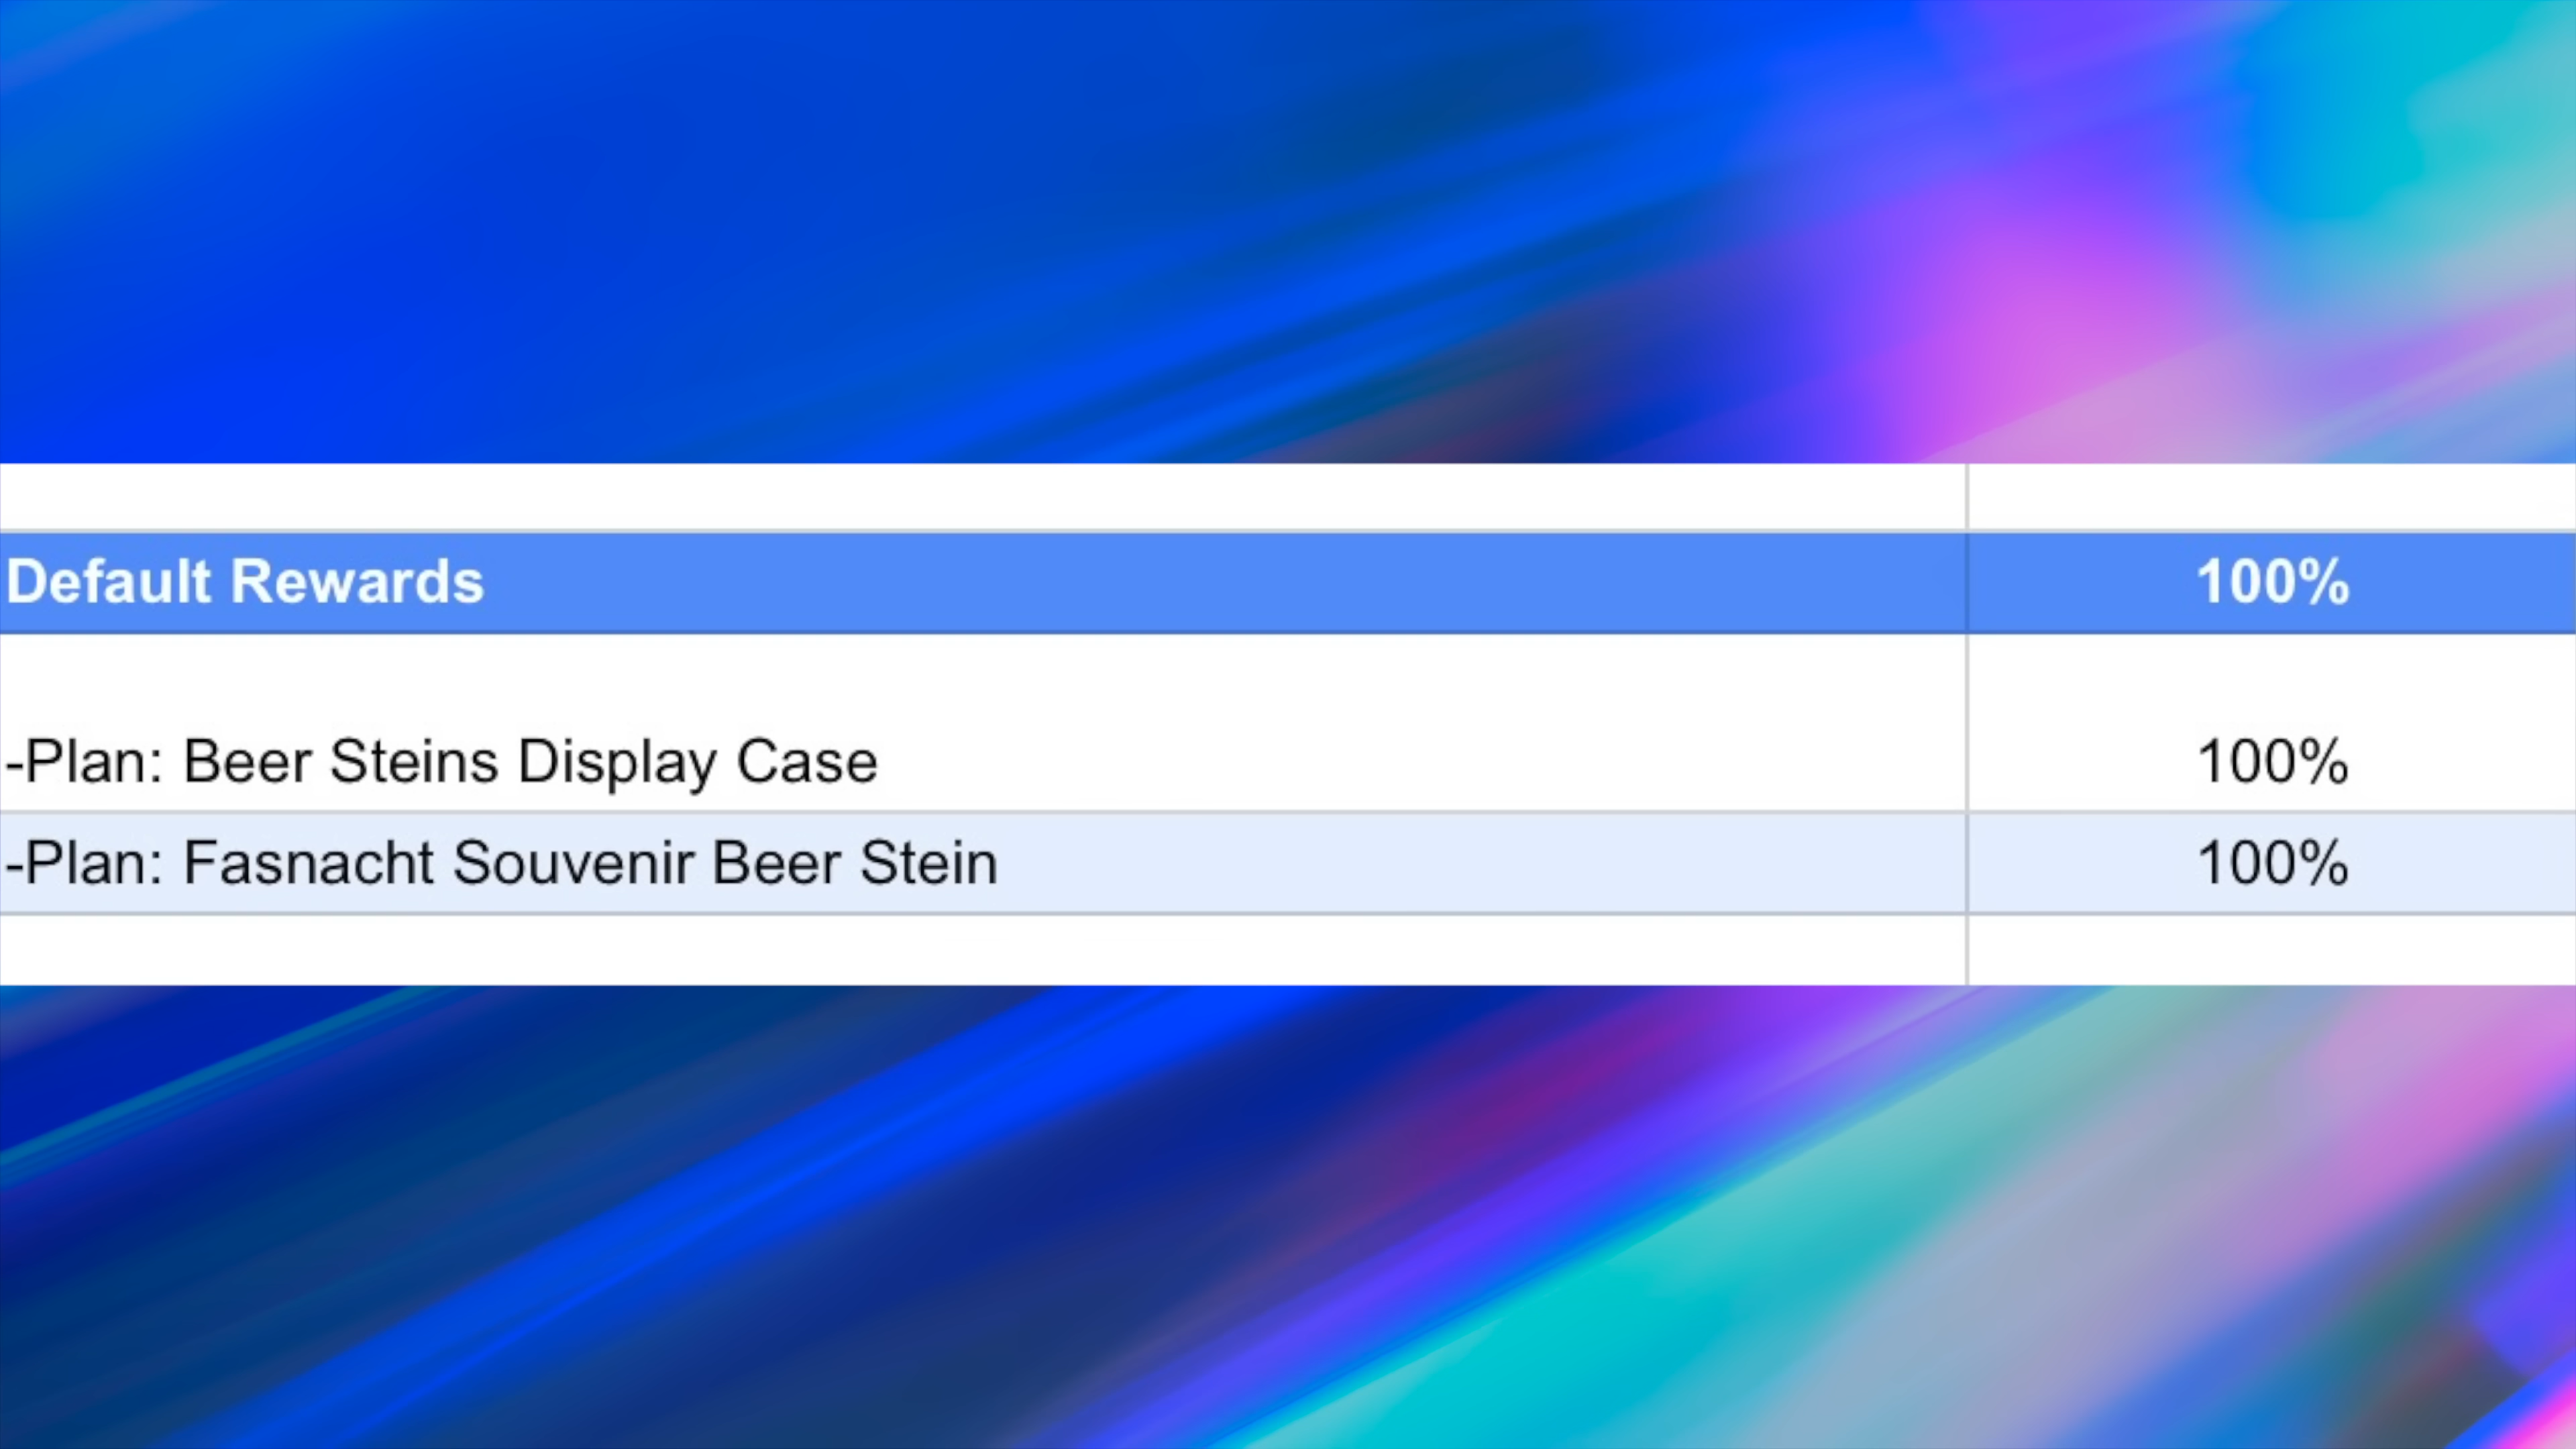 Default Rewards 100%
-Plan: Beer Steins Display Case 100%
-Plan: Fasnacht Souvenir Beer Stein 100%